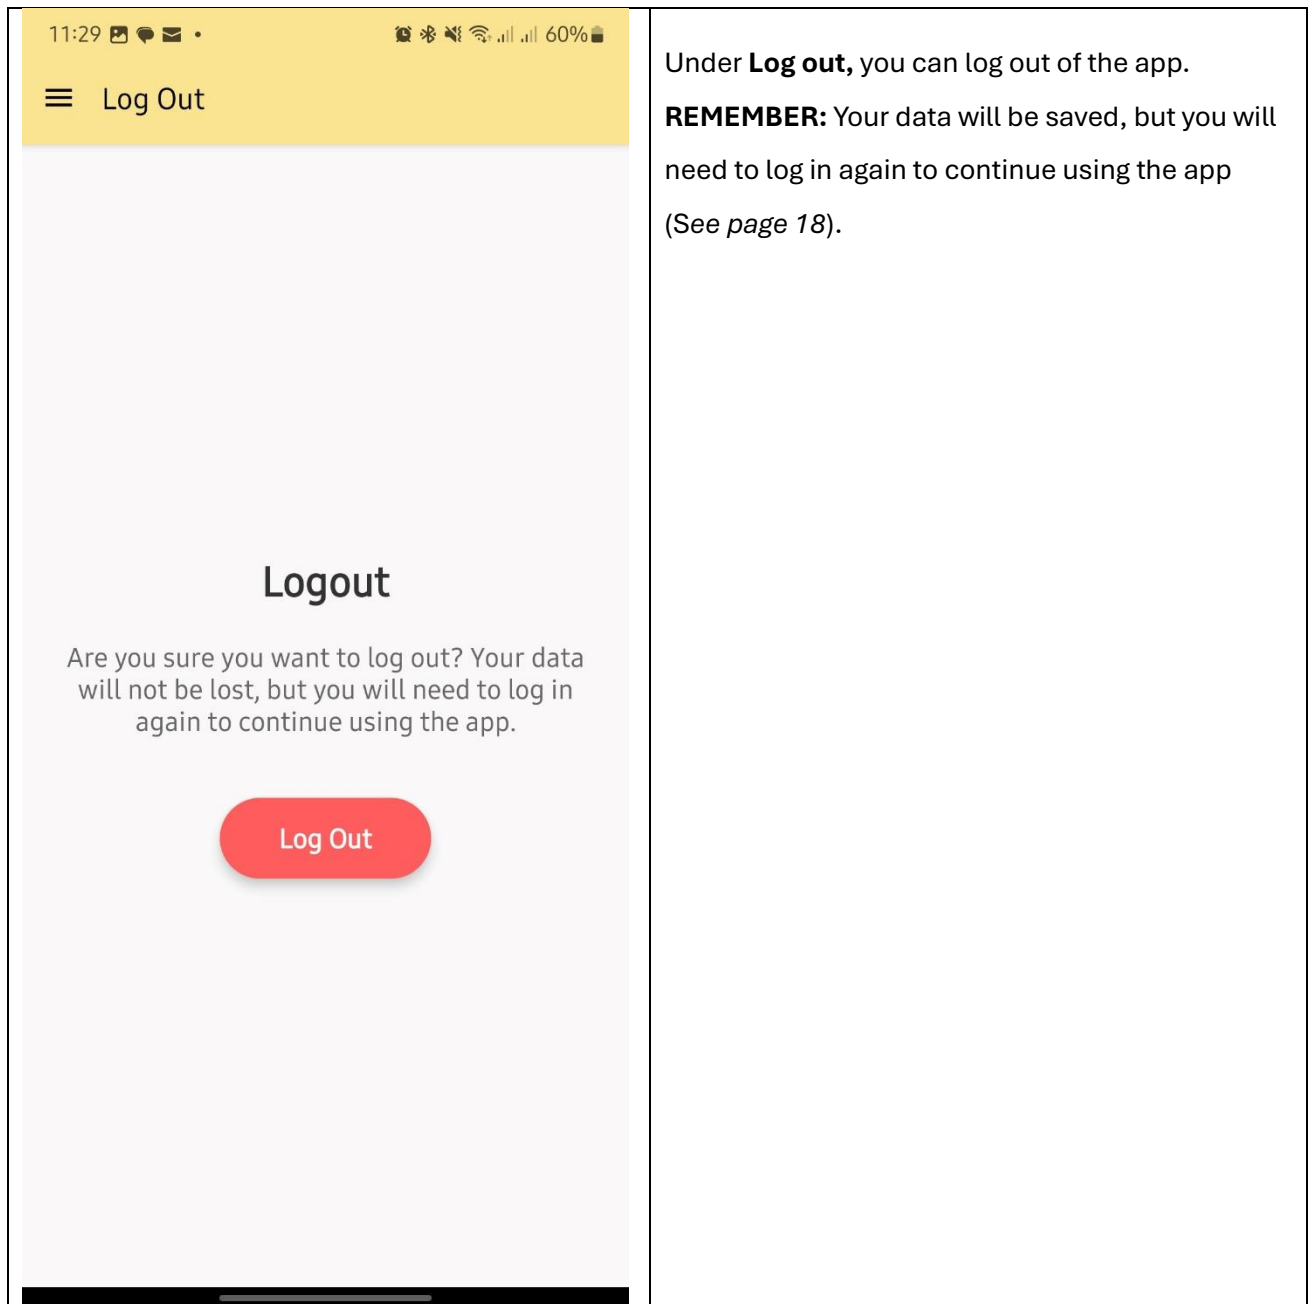 11:29
60%
Log Out
Logout
Are you sure you want to log out? Your data
will not be lost, but you will need to log in
again to continue using the app.
Log Out
Under Log out, you can log out of the app.
REMEMBER: Your data will be saved, but you will
need to log in again to continue using the app
(See page 18).